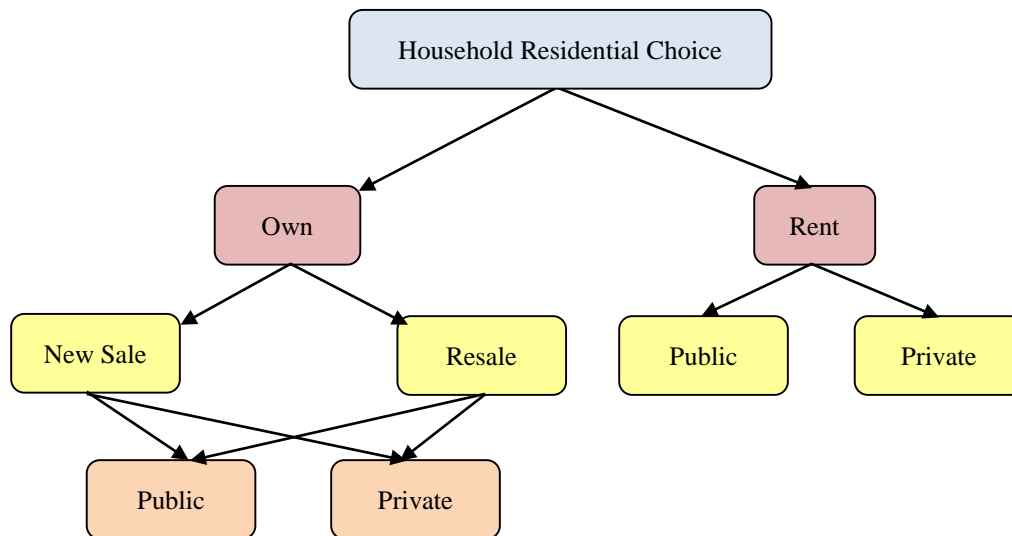 Household Residential Choice
Own
Rent
New Sale
Resale
Public
Private
Public
Private